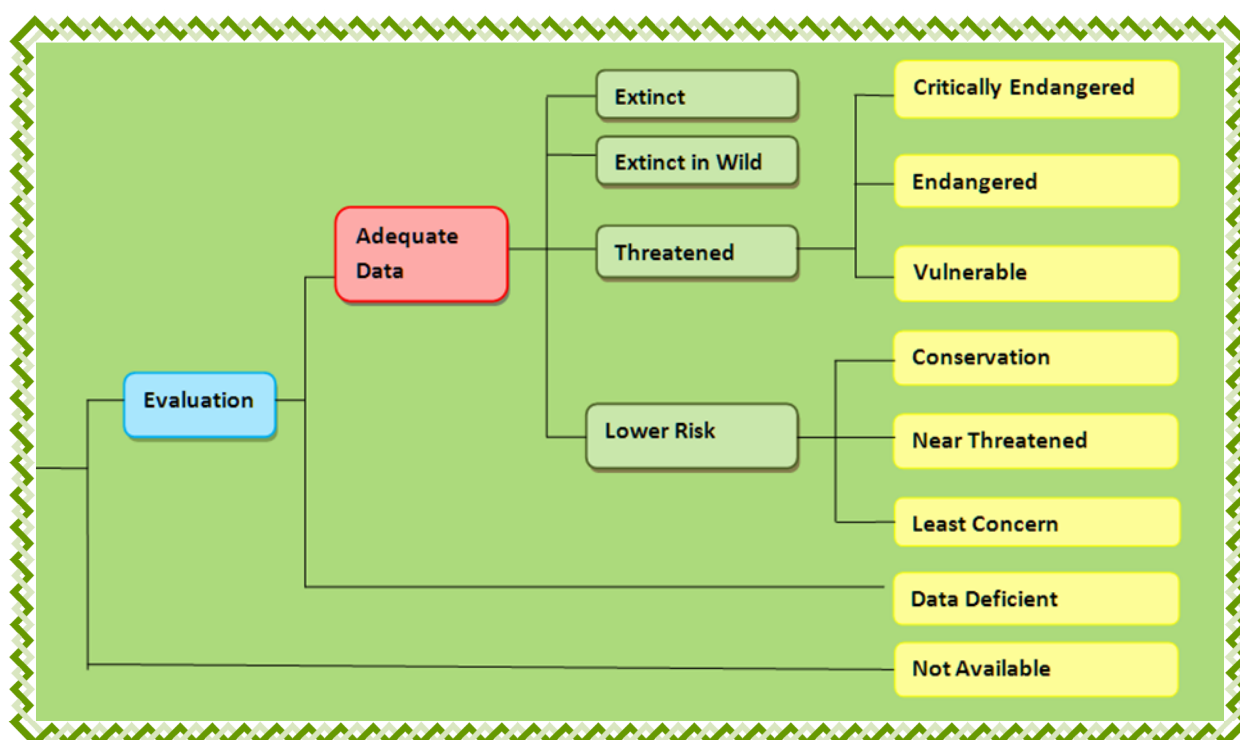 Evaluation
Adequate
Data
Extinct
Extinct in Wild
Threatened
Lower Risk
Critically Endangered
Endangered
Vulnerable
Conservation
Near Threatened
Least Concern
Data Deficient
Not Available